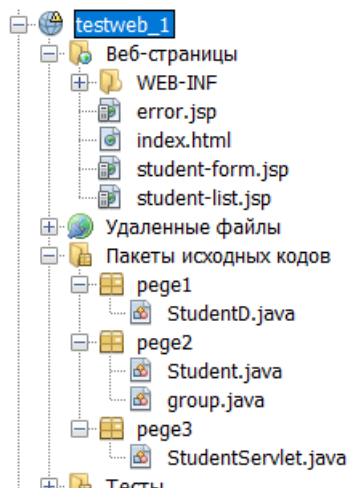 testweb_1
Веб-страницы
WEB-INF
error.jsp
index.html
student-form.jsp
student-list.jsp
Удаленные файлы
Пакеты исходных кодов
pege1
StudentD.java
pege2
Student.java
group.java
pege3
StudentServlet.java
Тесты